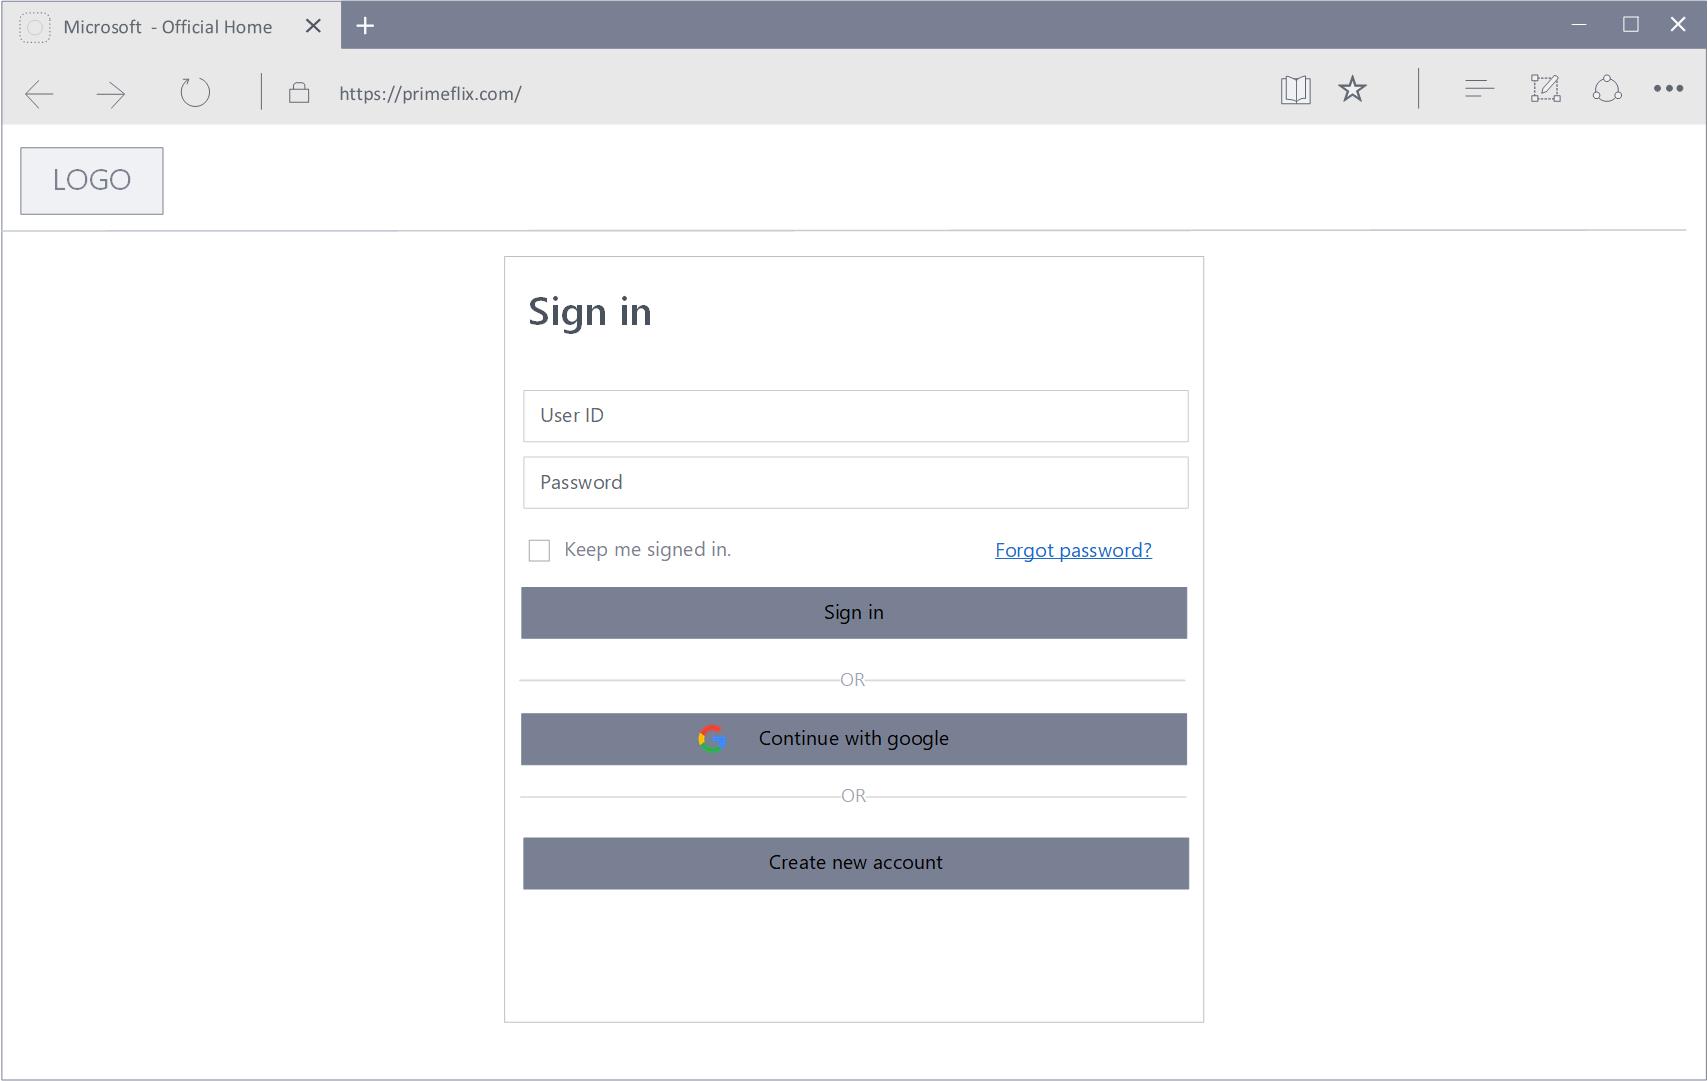 Microsoft - Official Home
https://primeflix.com/
LOGO
Sign in
User ID
Password
Keep me signed in.
Forgot password?
Sign in
OR
Continue with google
OR
Create new account